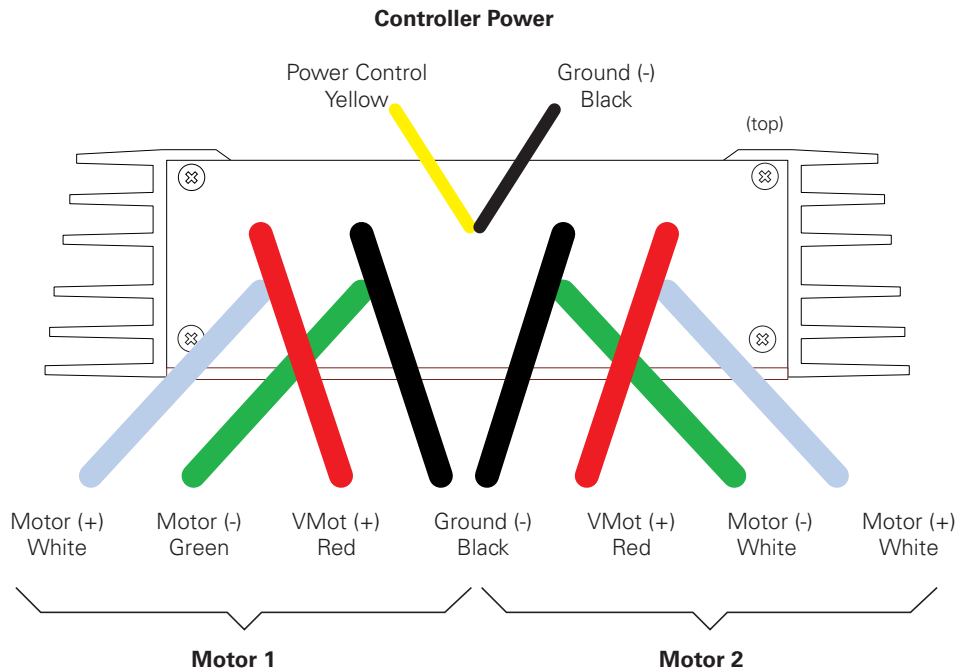 Controller Power
Power Control
Yellow
Ground (-)
Black
(top)
Motor (+)
White
Motor (-)
Green
VMot (+)
Red
Ground (-)
Black
VMot (+)
Red
Motor (-)
White
Motor (+)
White
Motor 1
Motor 2